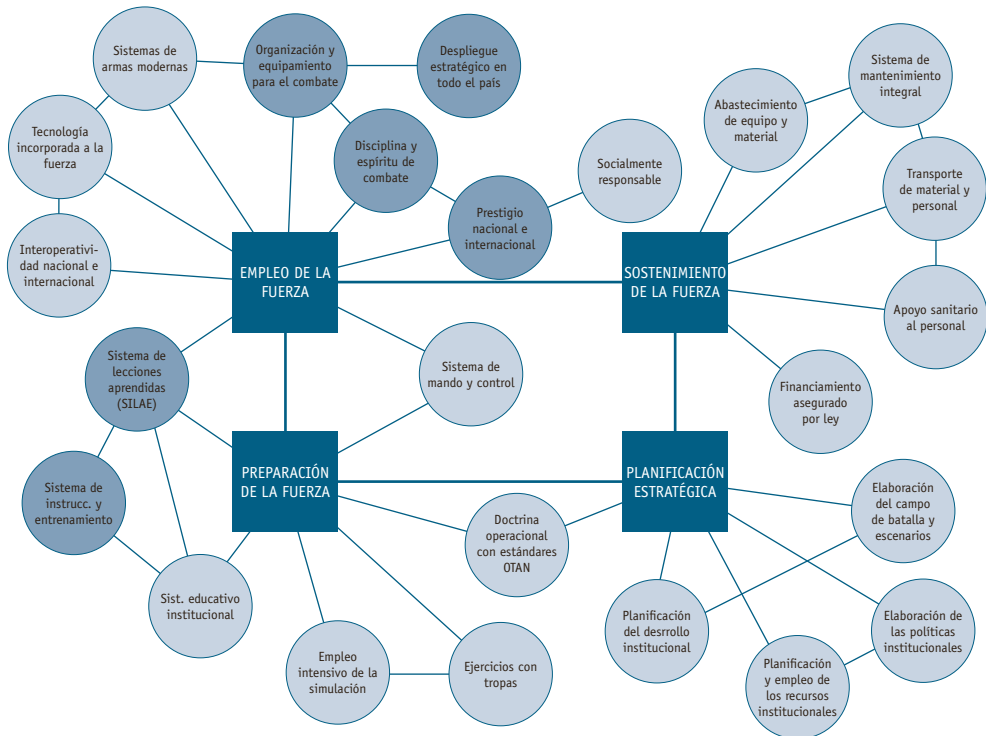 Sistemas de
armas modernas
Organización y
equipamiento
para el combate
Despliegue
estratégico en
todo el país
Sistema de
mantenimiento
integral
Abastecimiento
de equipo y
material
Tecnología
incorporada a la
fuerza
Disciplina y
espíritu de
combate
Socialmente
responsable
Transporte
de material y
personal
Prestigio
nacional e
internacional
Interoperativi-
dad nacional e
internacional
EMPLEO DE LA
FUERZA
SOSTENIMIENTO
DE LA FUERZA
Apoyo sanitario
al personal
Sistema de
lecciones
aprendidas
(SILAE)
Sistema de
mando y control
Financiamiento
asegurado
por ley
PREPARACIÓN
DE LA FUERZA
PLANIFICACIÓN
ESTRATÉGICA
Sistema de
instrucc. y
entrenamiento
Doctrina
operacional
con estándares
OTAN
Elaboración
del campo
de batalla y
escenarios
Sist. educativo
institucional
Planificación
del desrrollo
institucional
Elaboración de
las políticas
institucionales
Empleo
intensivo de la
simulación
Ejercicios con
tropas
Planificación
y empleo de
los recursos
institucionales